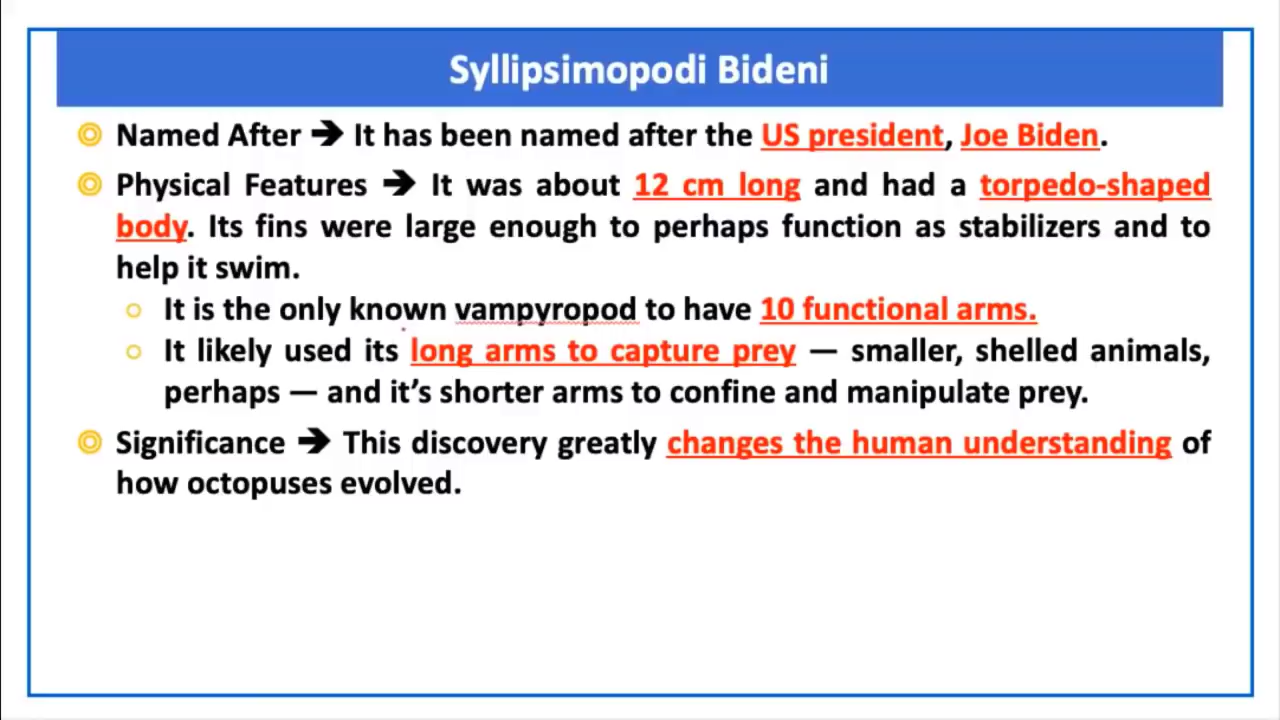 Syllipsimopodi Bideni
Named After → It has been named after the US president, Joe Biden.
Physical Features → It was about 12 cm long and had a torpedo-shaped
body. Its fins were large enough to perhaps function as stabilizers and to
help it swim.
It is the only known vampyropod to have 10 functional arms.
It likely used its long arms to capture prey — smaller, shelled animals,
perhaps — and it’s shorter arms to confine and manipulate prey.
Significance → This discovery greatly changes the human understanding of
how octopuses evolved.